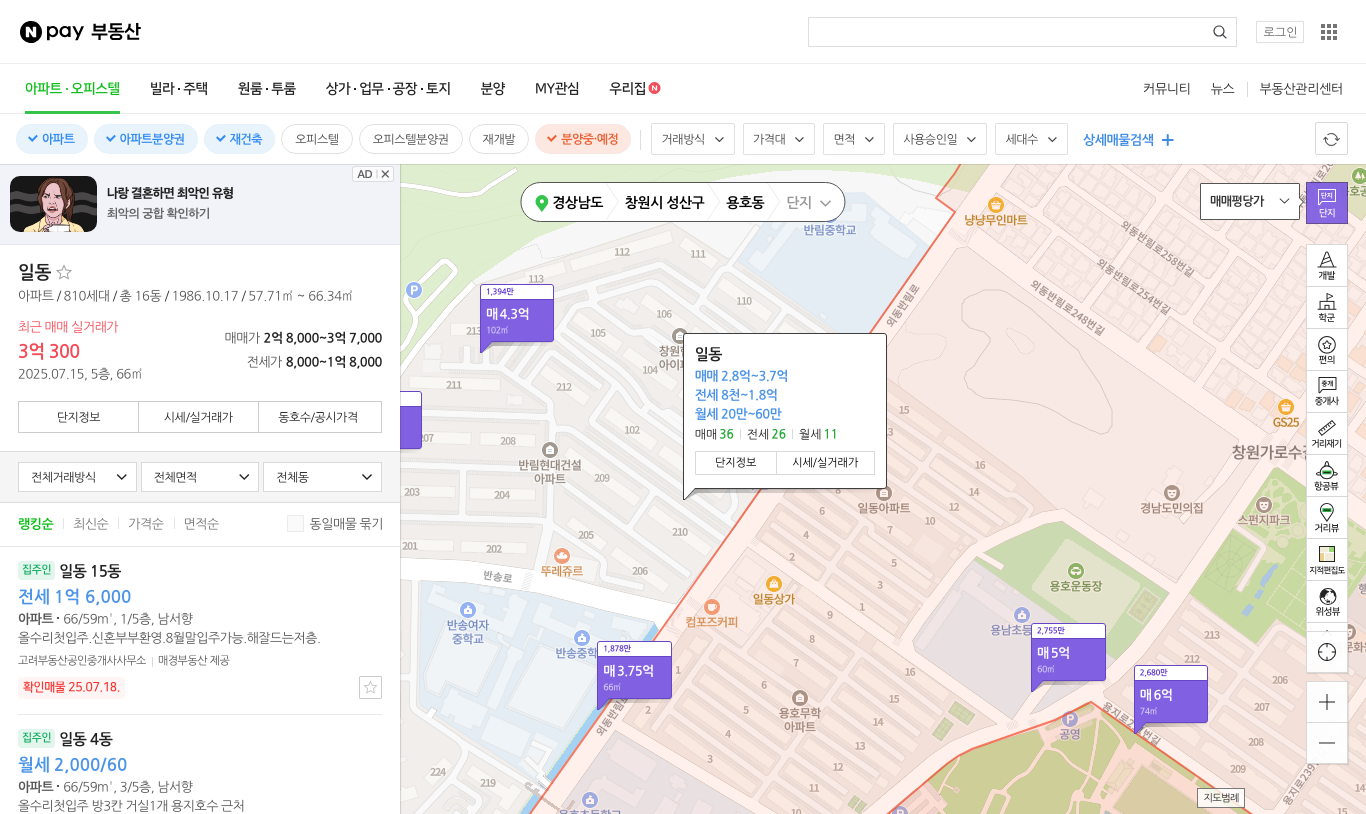 N pay 부동산
로그인
아파트·오피스텔 빌라·주택 원룸·투룸 상가·업무·공장·토지 분양 MY관심 우리집 N
커뮤니티 뉴스 부동산관리센터
아파트 아파트분양권 재건축 오피스텔 오피스텔분양권 재개발 분양중·예정
거래방식 가격대 면적 사용승인일 세대수 상세매물검색
AD
나랑 결혼하면 최악인 유형
최악의 궁합 확인하기
일동
아파트 / 810세대 / 총 16동 / 1986.10.17 / 57.71㎡ ~ 66.34㎡
최근 매매 실거래가
3억 300
2025.07.15, 5층, 66㎡
매매가 2억 8,000~3억 7,000
전세가 8,000~1억 8,000
단지정보 시세/실거래가 동호수/공시가격
전체거래방식 전체면적 전체동
랭킹순 최신순 가격순 면적순 동일매물 묶기
집주인 일동 15동
전세 1억 6,000
아파트 · 66/59㎡, 1/5층, 남서향
올수리첫입주.신혼부부환영.8월말입주가능.해잘드는저층.
고려부동산공인중개사사무소 매경부동산 제공
확인매물 25.07.18.
집주인 일동 4동
월세 2,000/60
아파트 · 66/59㎡, 3/5층, 남서향
올수리첫입주 방3칸 거실1개 용지호수 근처
경상남도 창원시 성산구 용호동 단지
매매평당가
단지
단지
개발
학군
편의
중개
중개사
거리재기
항공뷰
거리뷰
지적편집도
위성뷰
지도범례
반림중학교
냥냥무인마트
외동반림로258번길
외동반림로254번길
외동반림로248번길
외동반림로
P
112
111
113
110
105
106
213
104
211
212
102
207
208
203
204
210
201
202
205
206
1,394만
매4.3억
102㎡
일동
매매 2.8억~3.7억
전세 8천~1.8억
월세 20만~60만
매매 36 전세 26 월세 11
단지정보 시세/실거래가
GS25
반림현대건설
아파트
뚜레쥬르
반송로
일동아파트
경남도민의집
스펀지파크
일동상가
컴포즈커피
용호운동장
반송여자
중학교
1,878만
매3.75억
66㎡
2,755만
매5억
60㎡
2,680만
매6억
74㎡
용호무학
아파트
P
공영
15
16
14
16
7
10
12
2
4
5
6
3
7
1
8
9
2
5
4
6
3
7
212
206
207
208
209
224
219